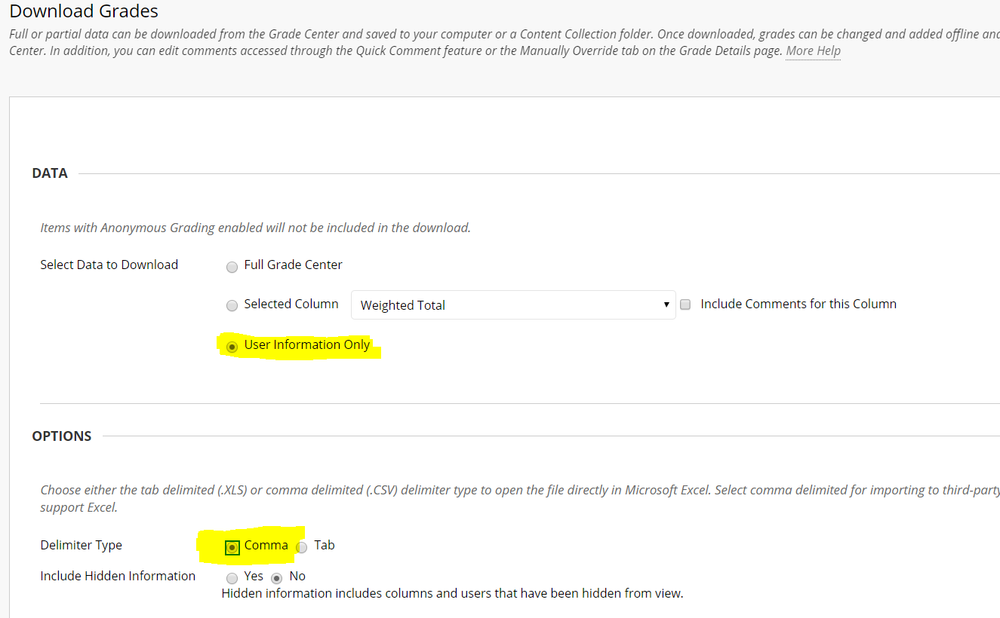 Download Grades
Full or partial data can be downloaded from the Grade Center and saved to your computer or a Content Collection folder. Once downloaded, grades can be changed and added offline and
Center. In addition, you can edit comments accessed through the Quick Comment feature or the Manually Override tab on the Grade Details page. More Help
DATA
Items with Anonymous Grading enabled will not be included in the download.
Select Data to Download
Full Grade Center
Selected Column Weighted Total Include Comments for this Column
User Information Only
OPTIONS
Choose either the tab delimited (.XLS) or comma delimited (.CSV) delimiter type to open the file directly in Microsoft Excel. Select comma delimited for importing to third-party
support Excel.
Delimiter Type Comma Tab
Include Hidden Information Yes No
Hidden information includes columns and users that have been hidden from view.